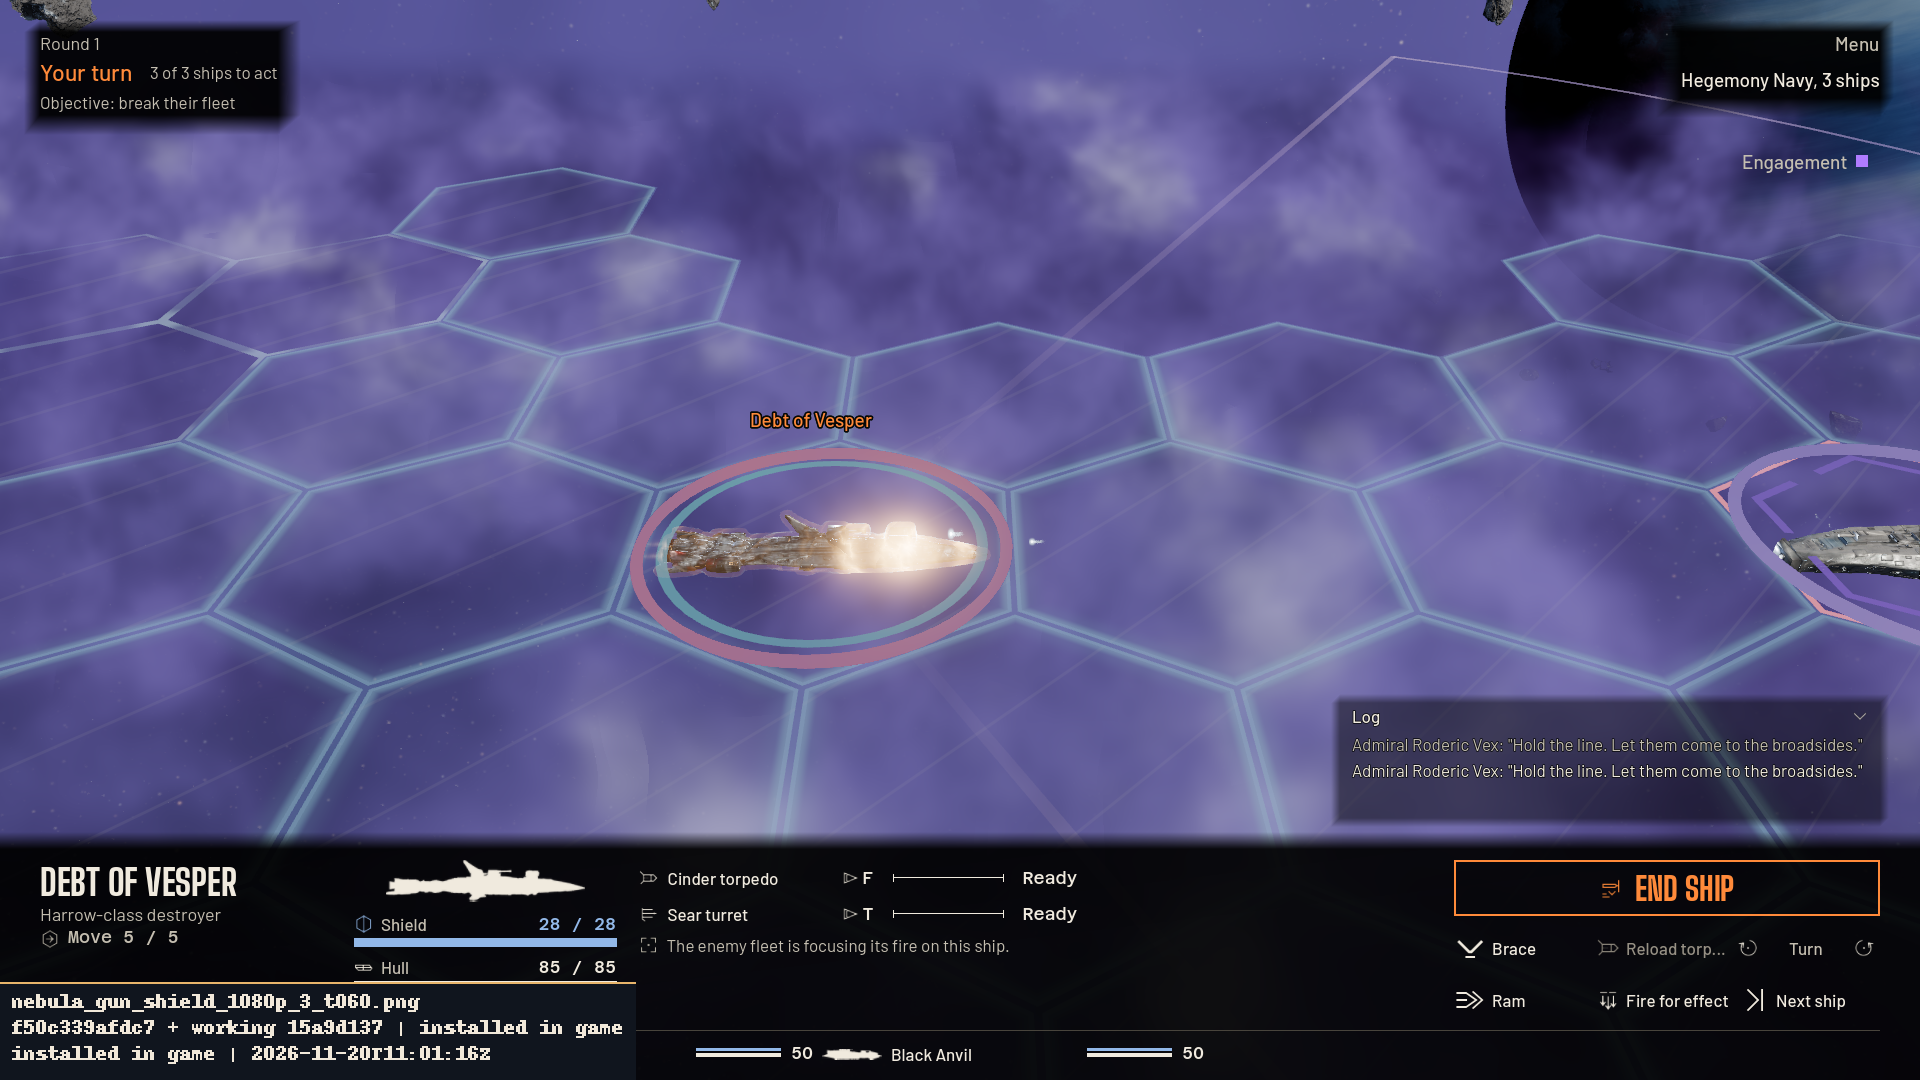 Round 1
Your turn 3 of 3 ships to act
Objective: break their fleet
Menu
Hegemony Navy, 3 ships
Engagement
Debt of Vesper
Log
Admiral Roderic Vex: "Hold the line. Let them come to the broadsides."
Admiral Roderic Vex: "Hold the line. Let them come to the broadsides."
DEBT OF VESPER
Harrow-class destroyer
Move 5 / 5
Shield 28 / 28
Hull 85 / 85
Cinder torpedo F Ready
Sear turret T Ready
The enemy fleet is focusing its fire on this ship.
END SHIP
Brace Reload torp... Turn
Ram Fire for effect Next ship
nebula_gun_shield_1080p_3_t060.png
f50c339afdc7 + working 15a9d137 | installed in game
installed in game | 2026-11-20T11:01:16Z
50 Black Anvil 50